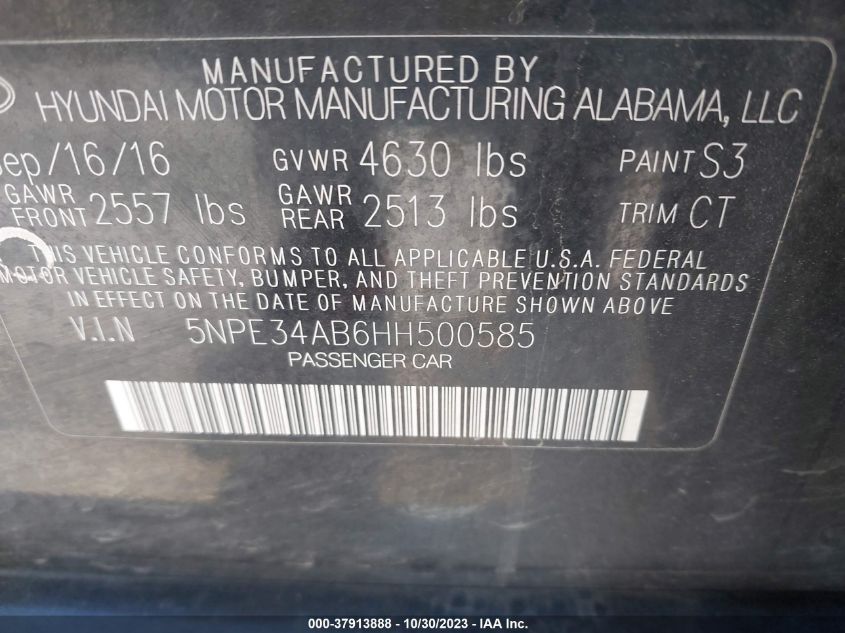 MANUFACTURED BY
HYUNDAI MOTOR MANUFACTURING ALABAMA, LLC
Sep/16/16 GVWR 4630 lbs PAINT S3
GAWR FRONT 2557 lbs GAWR REAR 2513 lbs TRIM CT
THIS VEHICLE CONFORMS TO ALL APPLICABLE U.S.A. FEDERAL
MOTOR VEHICLE SAFETY, BUMPER, AND THEFT PREVENTION STANDARDS
IN EFFECT ON THE DATE OF MANUFACTURE SHOWN ABOVE
V.I.N 5NPE34AB6HH500585
PASSENGER CAR
000-37913888 - 10/30/2023 - IAA Inc.